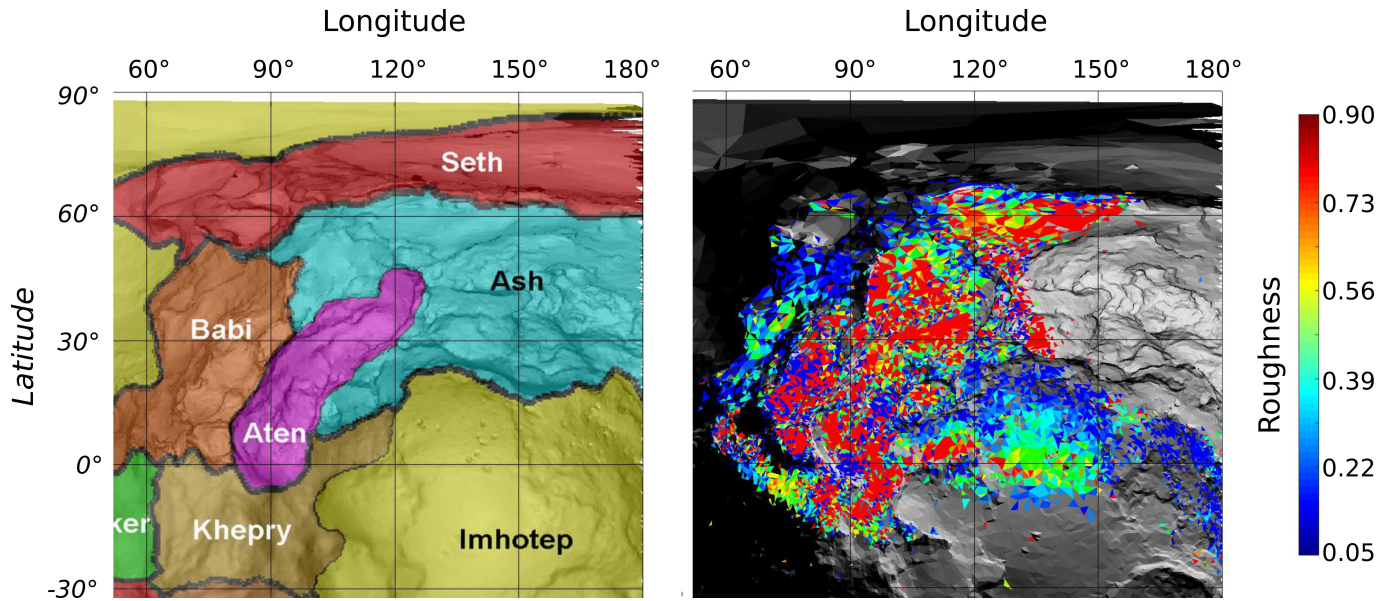 Longitude
Longitude
60° 90° 120° 150° 180°
60° 90° 120° 150° 180°
90°
60°
30°
0°
-30°
Latitude
Seth
Ash
Babi
Aten
ker
Khepry
Imhotep
Roughness
0.90
0.73
0.56
0.39
0.22
0.05